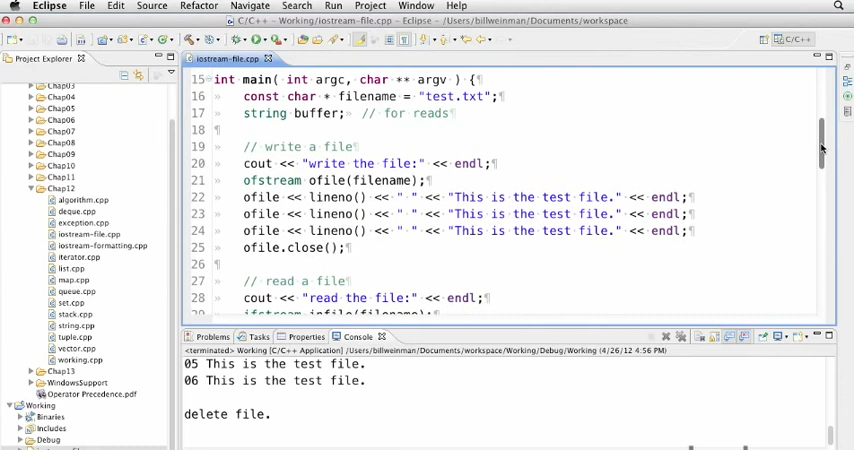 Eclipse File Edit Source Refactor Navigate Search Run Project Window Help
C/C++ - Working/iostream-file.cpp - Eclipse - /Users/billweinman/Documents/workspace
C/C++
Project Explorer
Chap03
Chap04
Chap05
Chap06
Chap07
Chap08
Chap09
Chap10
Chap11
Chap12
algorithm.cpp
deque.cpp
exception.cpp
iostream-file.cpp
iostream-formatting.cpp
iterator.cpp
list.cpp
map.cpp
queue.cpp
set.cpp
stack.cpp
string.cpp
tuple.cpp
vector.cpp
working.cpp
Chap13
WindowsSupport
Operator Precedence.pdf
Working
Binaries
Includes
Debug
iostream-file.cpp
15 int main( int argc, char ** argv ) {
16 const char * filename = "test.txt";
17 string buffer; // for reads
18
19 // write a file
20 cout << "write the file:" << endl;
21 ofstream ofile(filename);
22 ofile << lineno() << " " << "This is the test file." << endl;
23 ofile << lineno() << " " << "This is the test file." << endl;
24 ofile << lineno() << " " << "This is the test file." << endl;
25 ofile.close();
26
27 // read a file
28 cout << "read the file:" << endl;
29 ifstream infile(filename);
Problems Tasks Properties Console
<terminated> Working [C/C++ Application] /Users/billweinman/Documents/workspace/Working/Debug/Working (4/26/12 4:56 PM)
05 This is the test file.
06 This is the test file.
delete file.